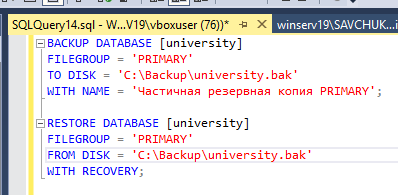 SQLQuery14.sql - W...V19\vboxuser (76))*
winserv19\SAVCHUK...i
BACKUP DATABASE [university]
FILEGROUP = 'PRIMARY'
TO DISK = 'C:\Backup\university.bak'
WITH NAME = 'Частичная резервная копия PRIMARY';
RESTORE DATABASE [university]
FILEGROUP = 'PRIMARY'
FROM DISK = 'C:\Backup\university.bak'
WITH RECOVERY;